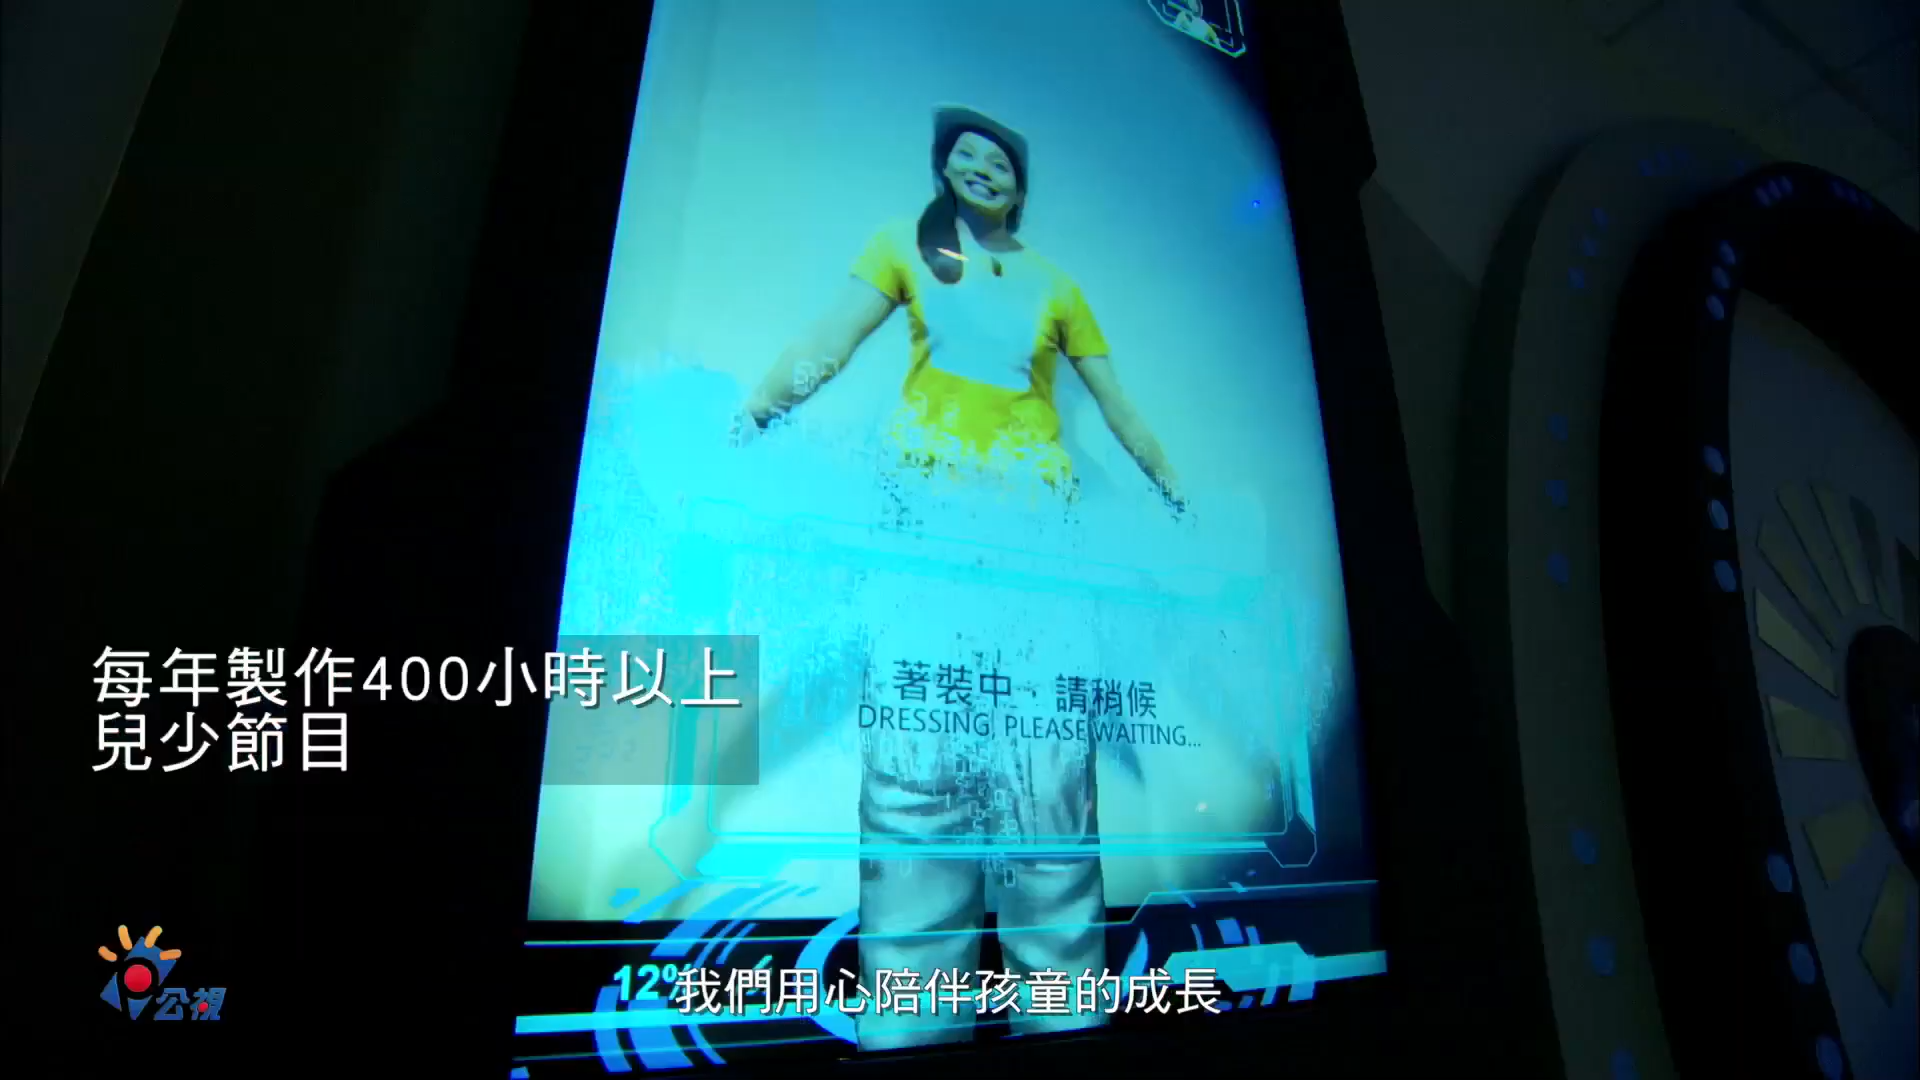 每年製作400小時以上
兒少節目
著裝中，請稍候
DRESSING, PLEASE WAITING...
12%
我們用心陪伴孩童的成長
公視